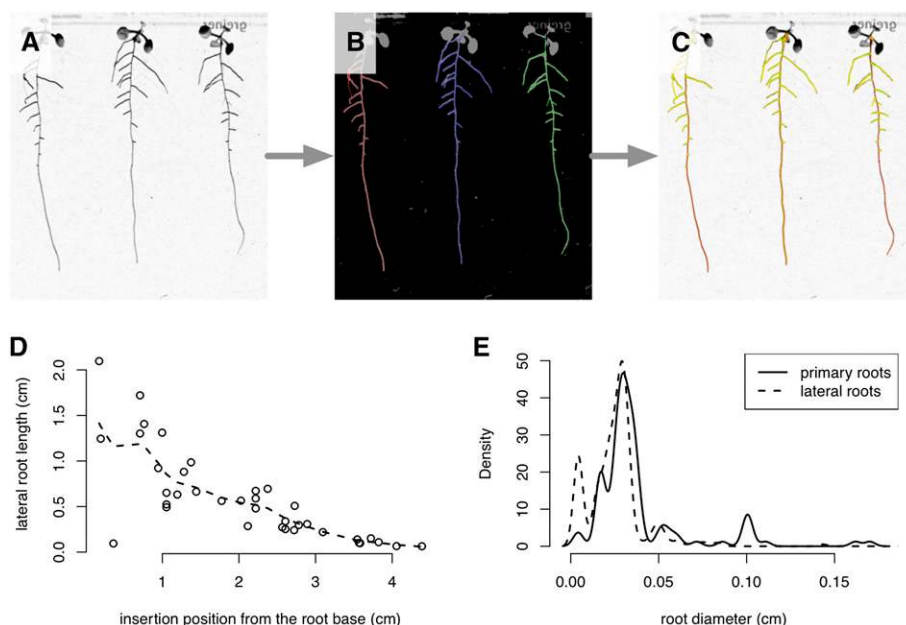 A
B
C
D
lateral root length (cm)
2.0
1.5
1.0
0.5
0.0
1 2 3 4
insertion position from the root base (cm)
E
Density
50
40
30
20
10
0
primary roots
lateral roots
0.00 0.05 0.10 0.15
root diameter (cm)